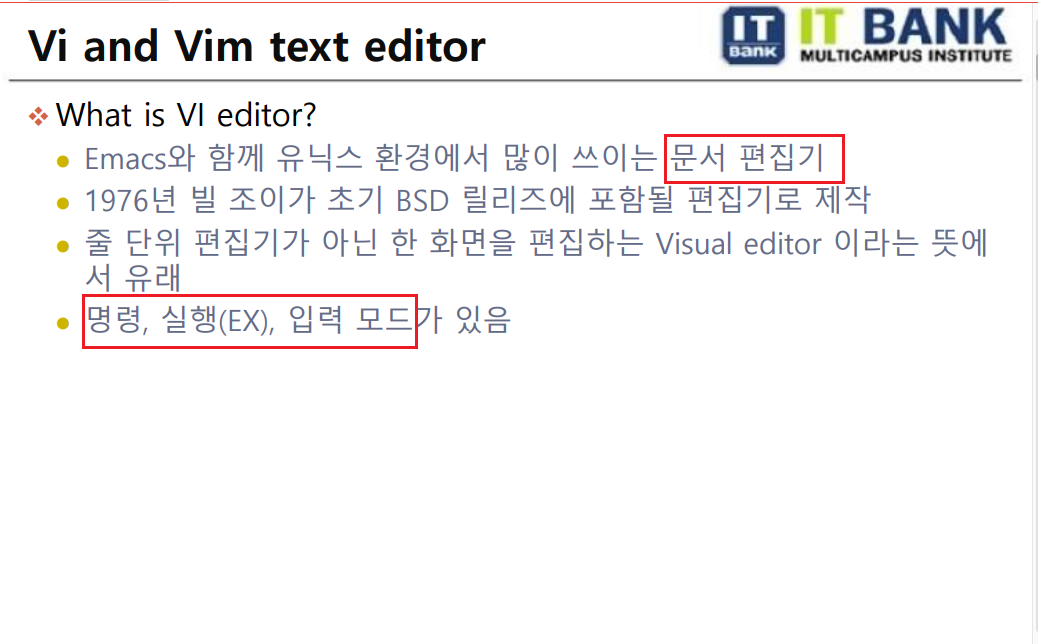 Vi and Vim text editor
IT Bank
IT BANK
MULTICAMPUS INSTITUTE
What is VI editor?
Emacs와 함께 유닉스 환경에서 많이 쓰이는 문서 편집기
1976년 빌 조이가 초기 BSD 릴리즈에 포함될 편집기로 제작
줄 단위 편집기가 아닌 한 화면을 편집하는 Visual editor 이라는 뜻에
서 유래
명령, 실행(EX), 입력 모드가 있음